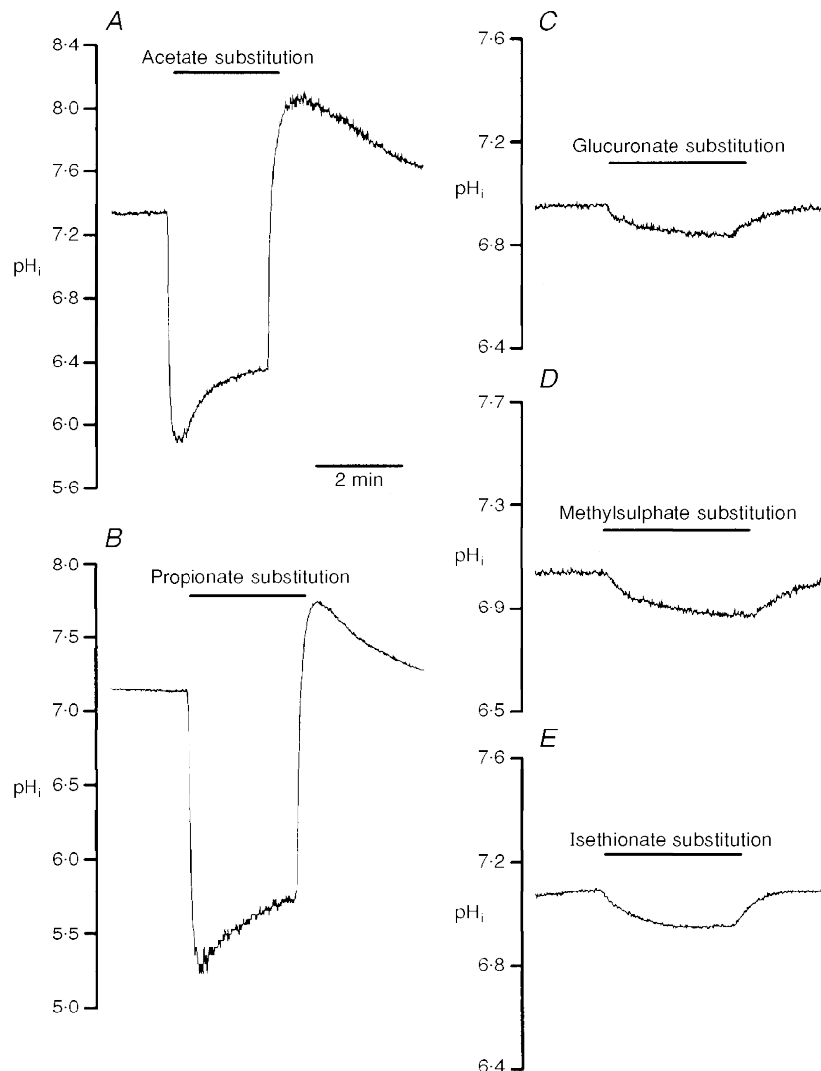 A
8·4
Acetate substitution
8·0
7·6
7·2
pHi
6·8
6·4
6·0
5·6
2 min
B
8·0
Propionate substitution
7·5
7·0
6·5
pHi
6·0
5·5
5·0
C
7·6
7·2
Glucuronate substitution
pHi
6·8
6·4
D
7·7
7·3
Methylsulphate substitution
pHi
6·9
6·5
E
7·6
7·2
Isethionate substitution
pHi
6·8
6·4